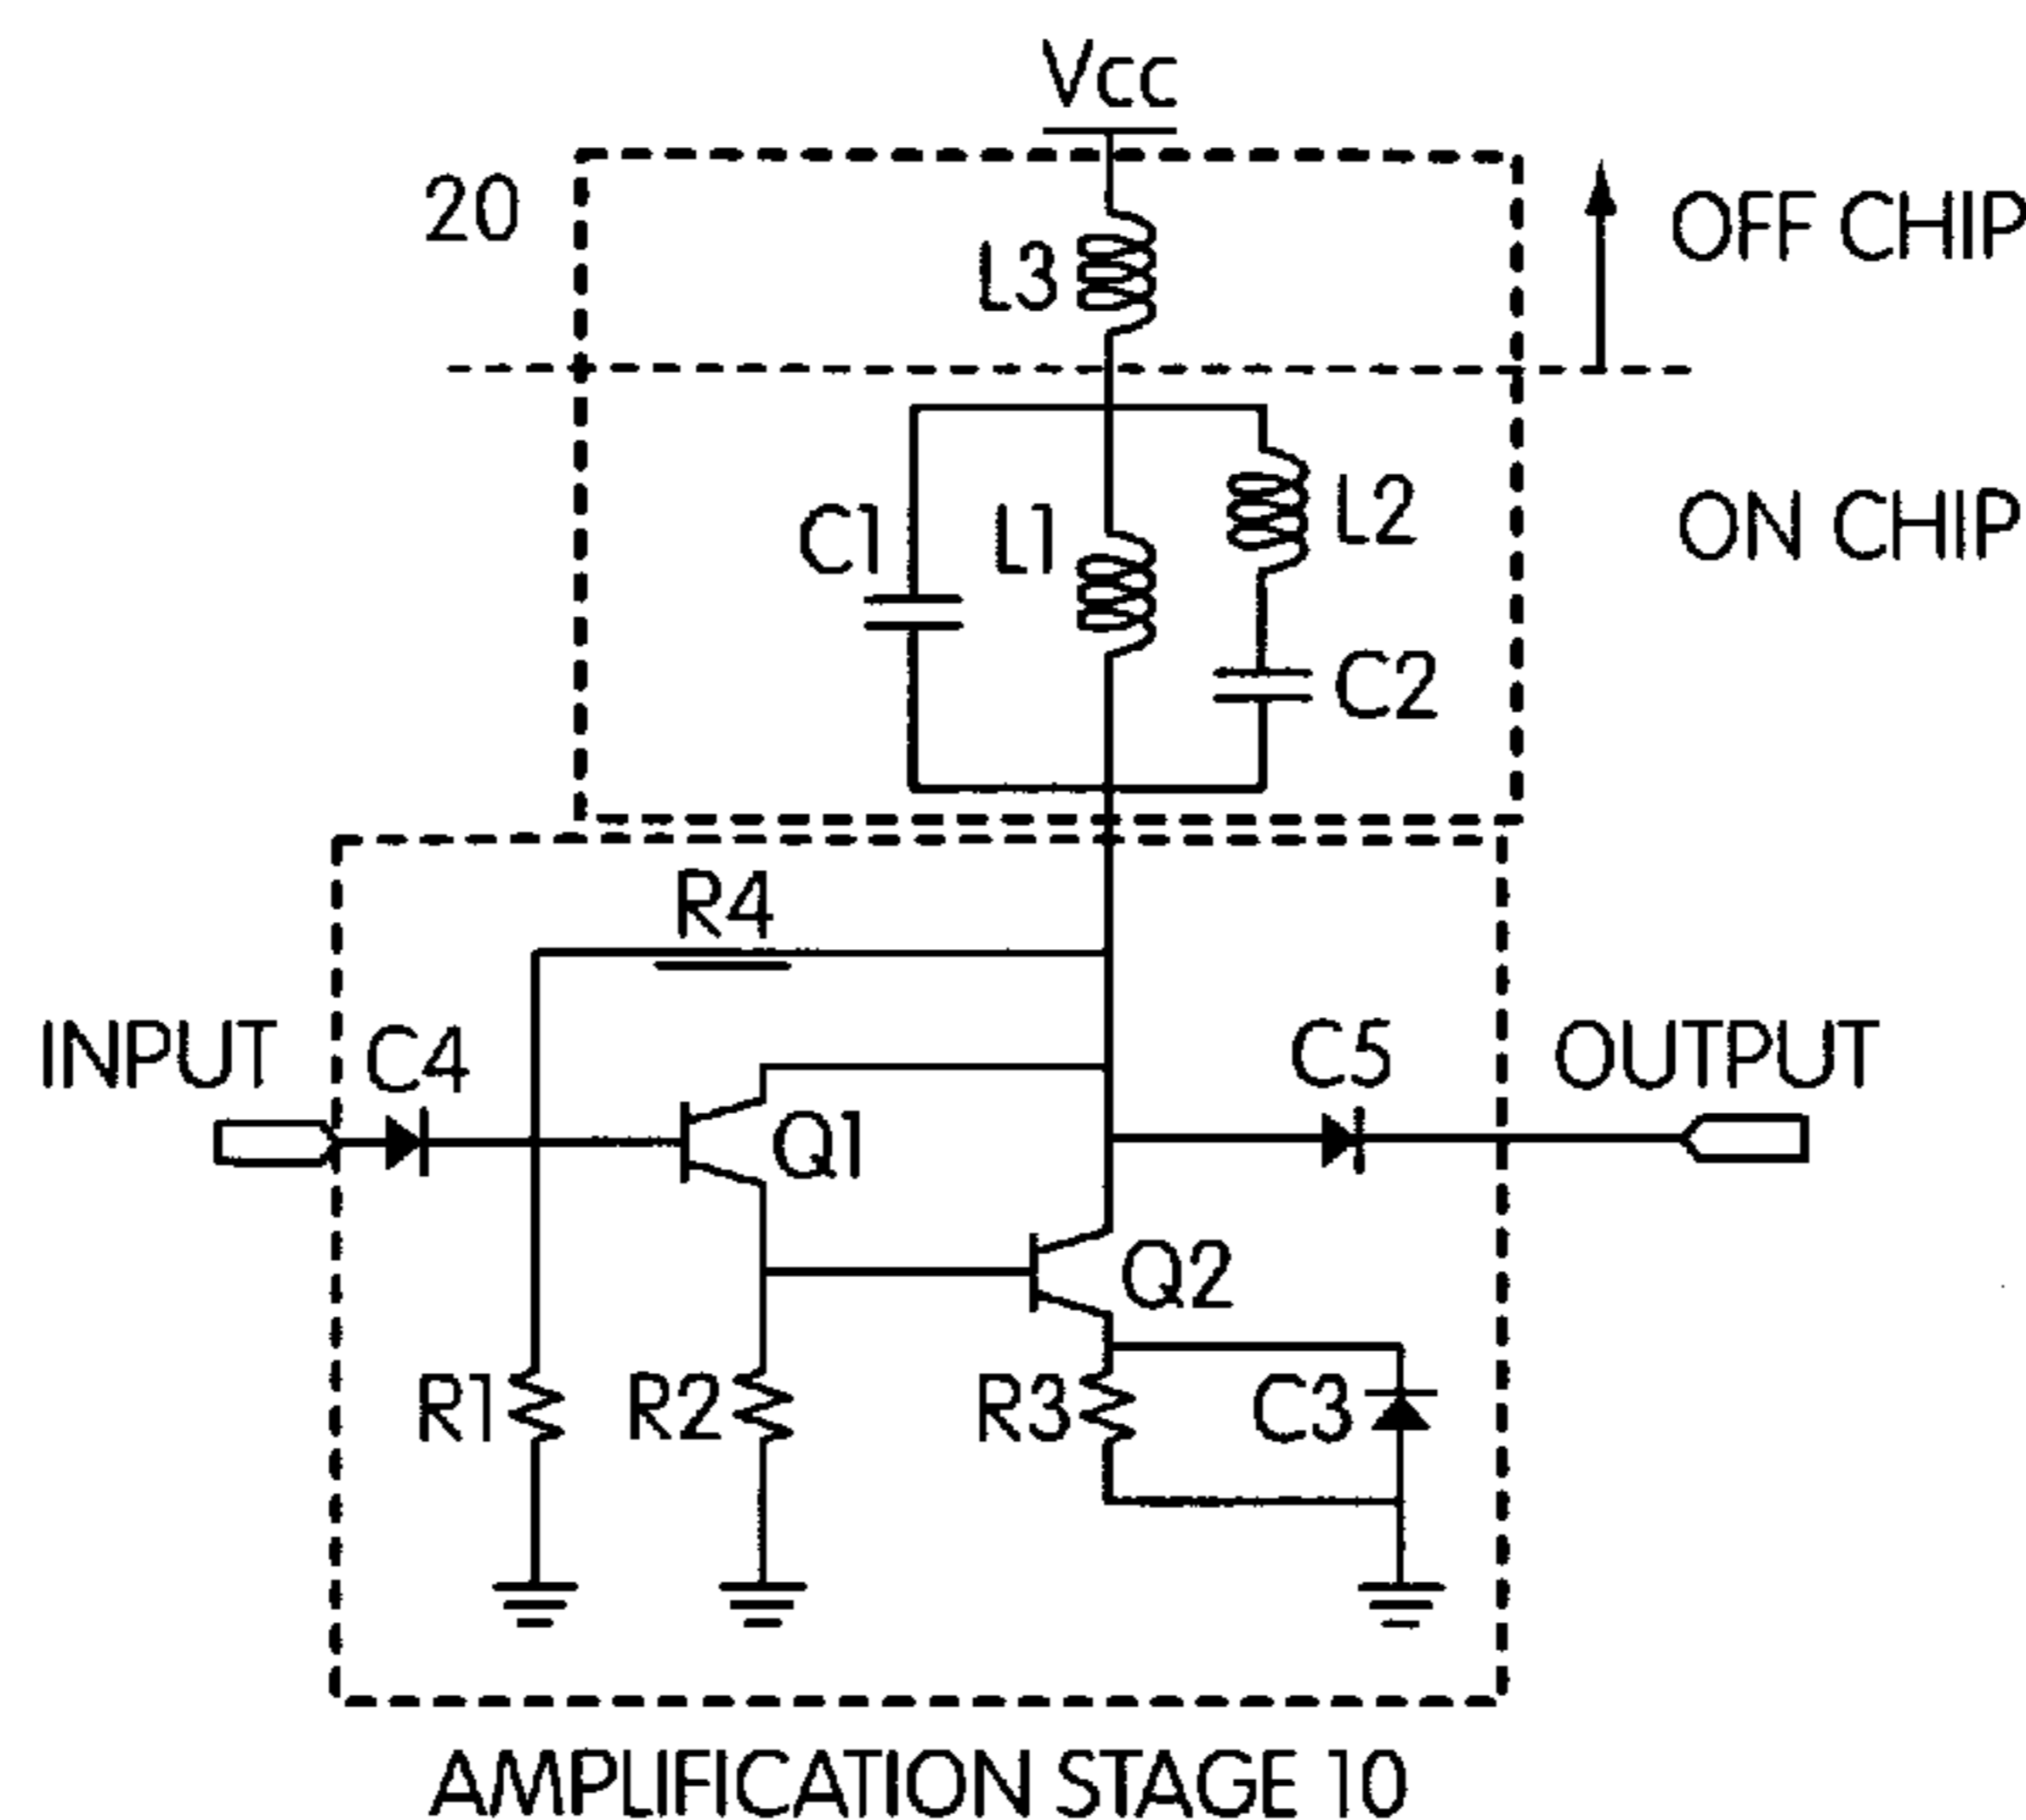 Vcc
20
OFF CHIP
L3
ON CHIP
C1
L1
L2
C2
R4
INPUT
C4
C5
OUTPUT
Q1
Q2
R1
R2
R3
C3
AMPLIFICATION STAGE 10